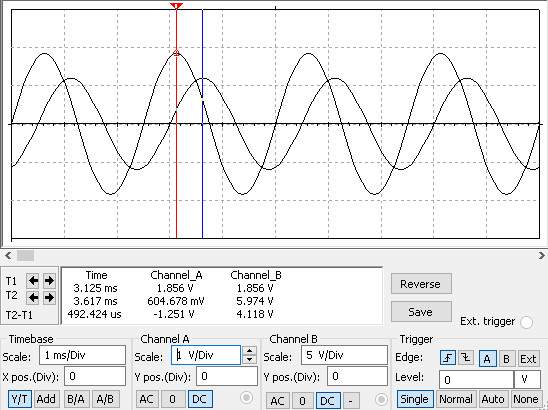 Time Channel_A Channel_B
T1 3.125 ms 1.856 V 1.856 V
T2 3.617 ms 604.678 mV 5.974 V
T2-T1 492.424 us -1.251 V 4.118 V
Reverse
Save
Ext. trigger
Timebase Channel A Channel B Trigger
Scale: 1 ms/Div Scale: 1 V/Div Scale: 5 V/Div Edge: A B Ext
X pos.(Div): 0 Y pos.(Div): 0 Y pos.(Div): 0 Level: 0 V
Y/T Add B/A A/B AC 0 DC AC 0 DC - Single Normal Auto None